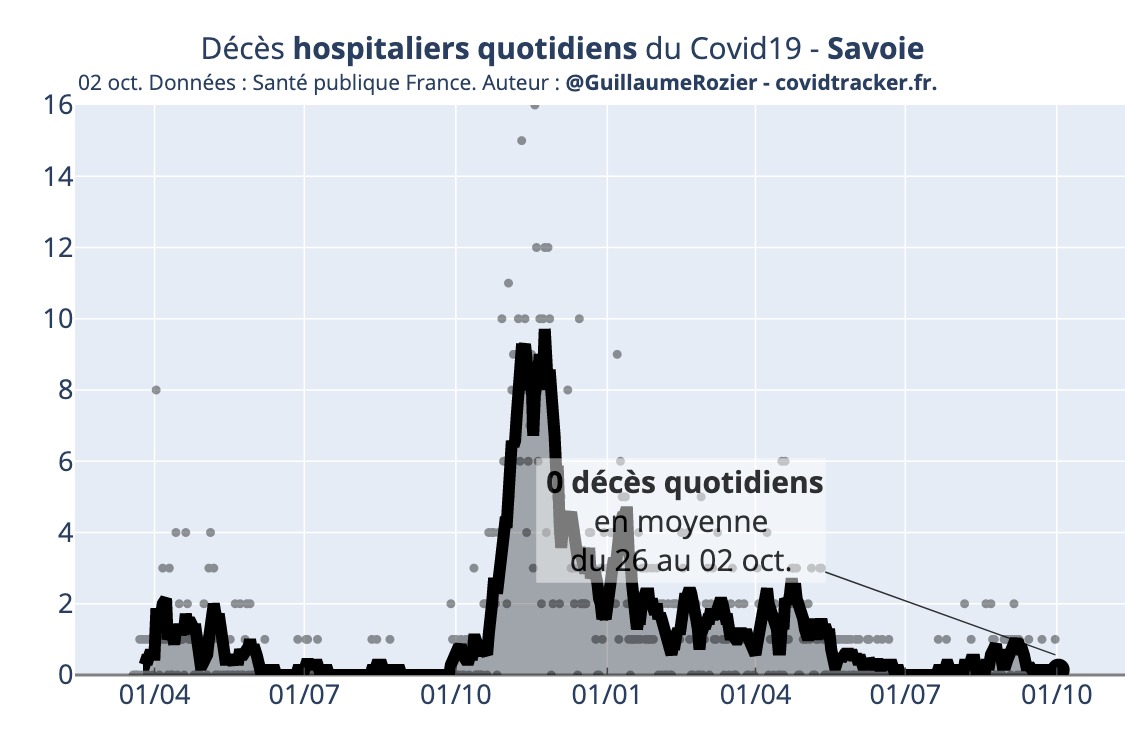 Décès hospitaliers quotidiens du Covid19 - Savoie
02 oct. Données : Santé publique France. Auteur : @GuillaumeRozier - covidtracker.fr.
16
14
12
10
8
6
4
2
0
0 décès quotidiens
en moyenne
du 26 au 02 oct.
01/04 01/07 01/10 01/01 01/04 01/07 01/10